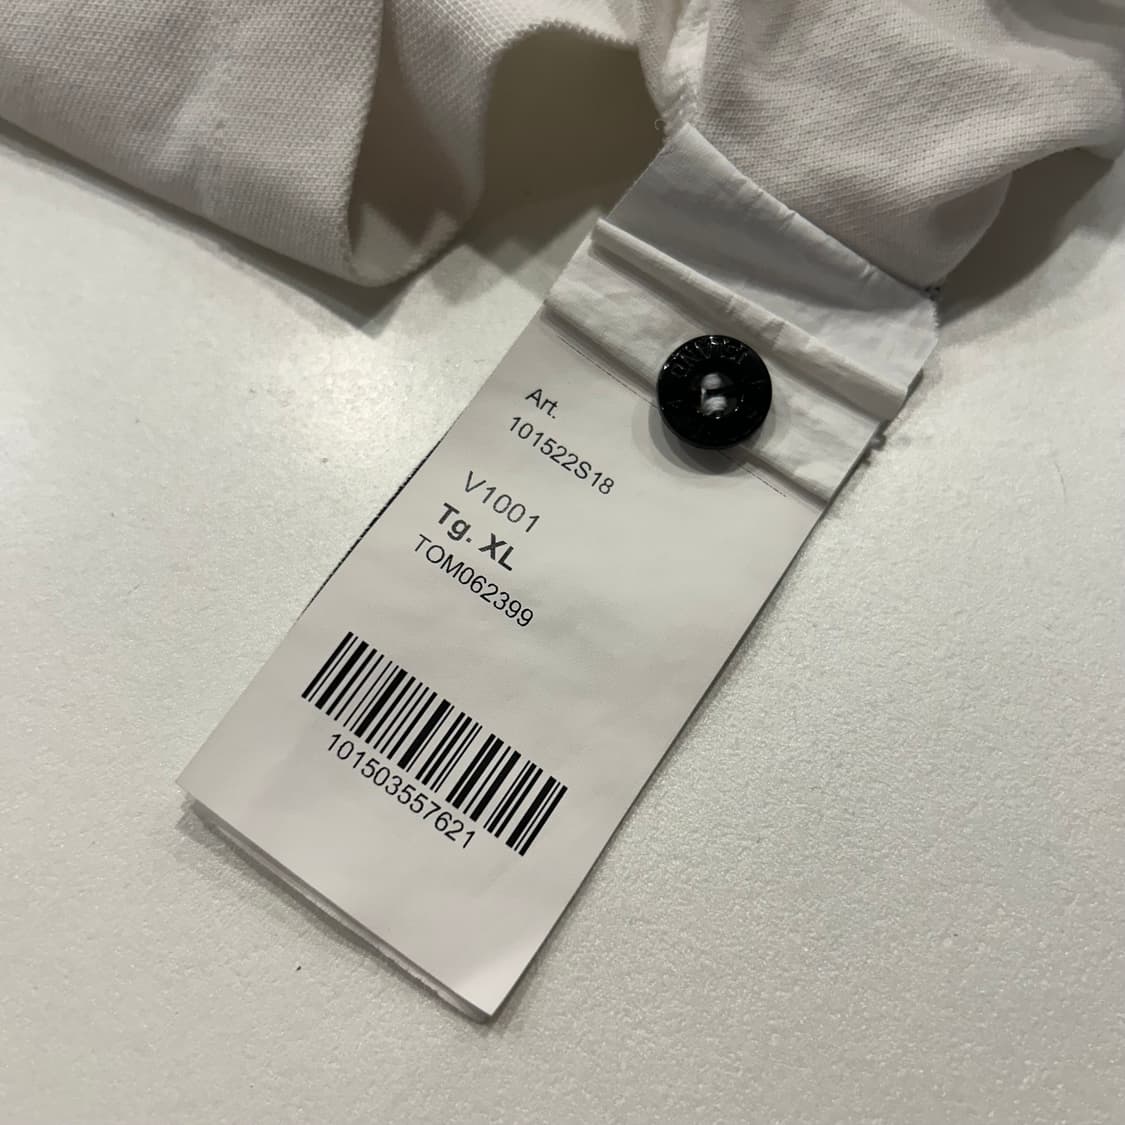 Art.
101522S18
V1001
Tg. XL
TOM062399
101503557621